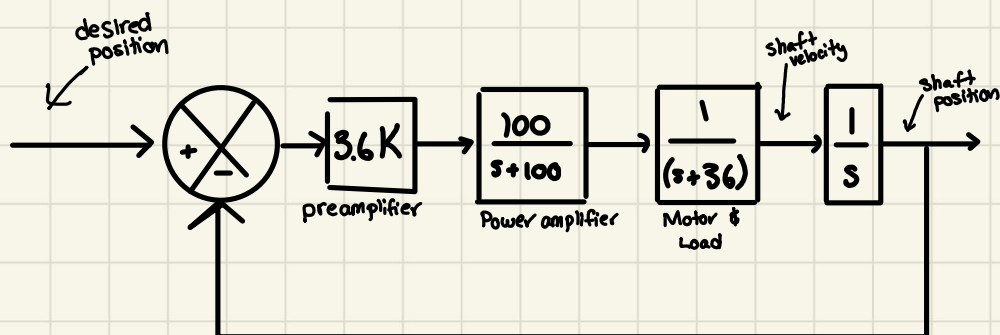 desired
position
shaft
velocity
shaft
position
+
-
3.6K
100
s+100
1
(s+36)
1
s
preamplifier
Power amplifier
Motor &
Load